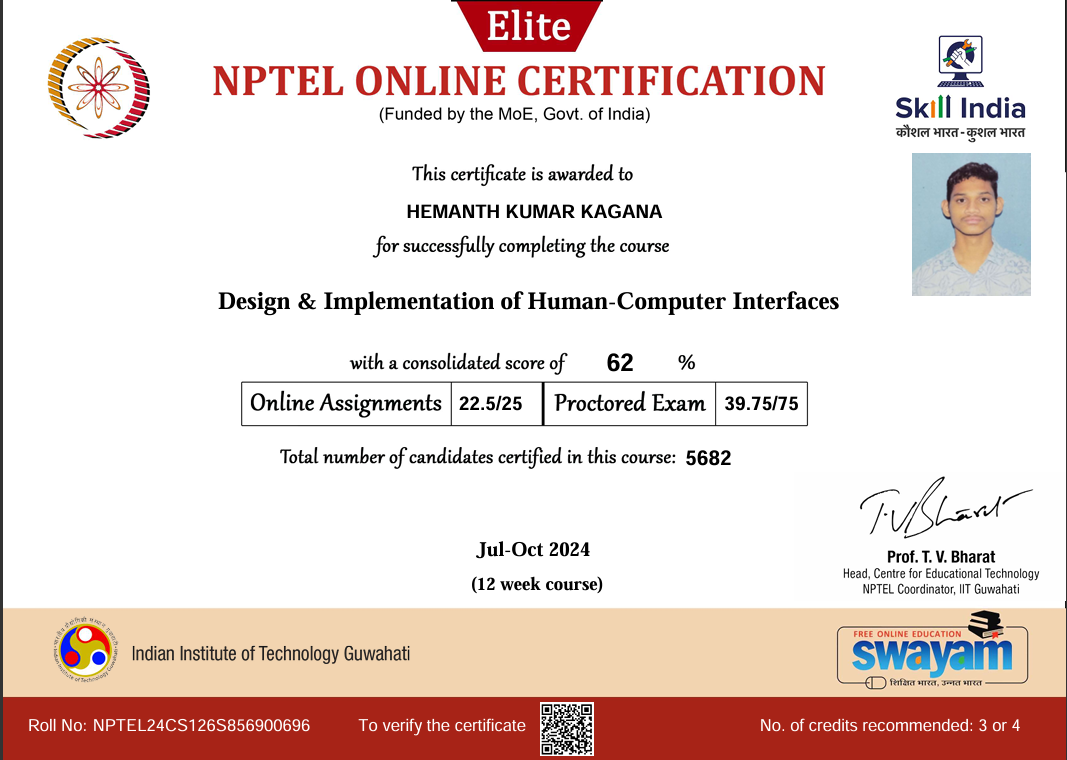 Elite
NPTEL ONLINE CERTIFICATION
(Funded by the MoE, Govt. of India)
Skill India
कौशल भारत - कुशल भारत
This certificate is awarded to
HEMANTH KUMAR KAGANA
for successfully completing the course
Design & Implementation of Human-Computer Interfaces
with a consolidated score of 62 %
Online Assignments 22.5/25 Proctored Exam 39.75/75
Total number of candidates certified in this course: 5682
T.V Bharat
Jul-Oct 2024
(12 week course)
Prof. T. V. Bharat
Head, Centre for Educational Technology
NPTEL Coordinator, IIT Guwahati
Indian Institute of Technology Guwahati
FREE ONLINE EDUCATION
swayam
शिक्षित भारत, उन्नत भारत
Roll No: NPTEL24CS126S856900696
To verify the certificate
No. of credits recommended: 3 or 4